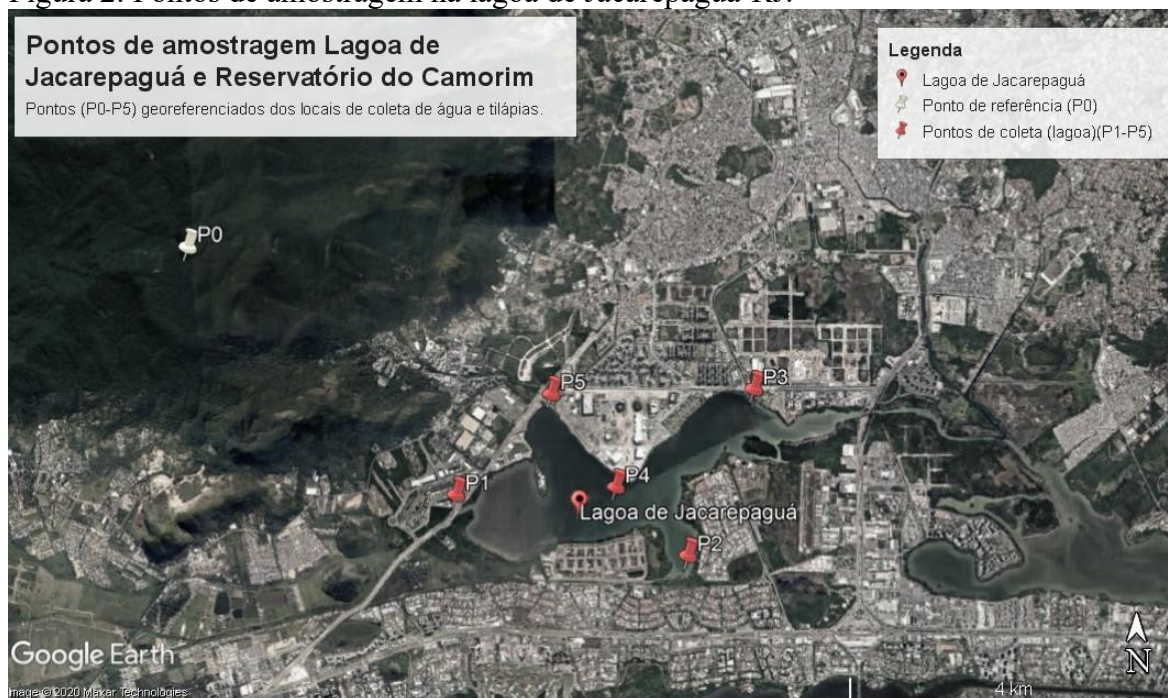 Figura 2. Pontos de amostragem na lagoa de Jacarepaguá-RJ.
Pontos de amostragem Lagoa de
Jacarepaguá e Reservatório do Camorim
Pontos (P0-P5) georeferenciados dos locais de coleta de água e tilápias.
Legenda
Lagoa de Jacarepaguá
Ponto de referência (P0)
Pontos de coleta (lagoa)(P1-P5)
P0
P5
P3
P1
P4
Lagoa de Jacarepaguá
P2
Google Earth
N
Image © 2020 Maxar Technologies
4 km